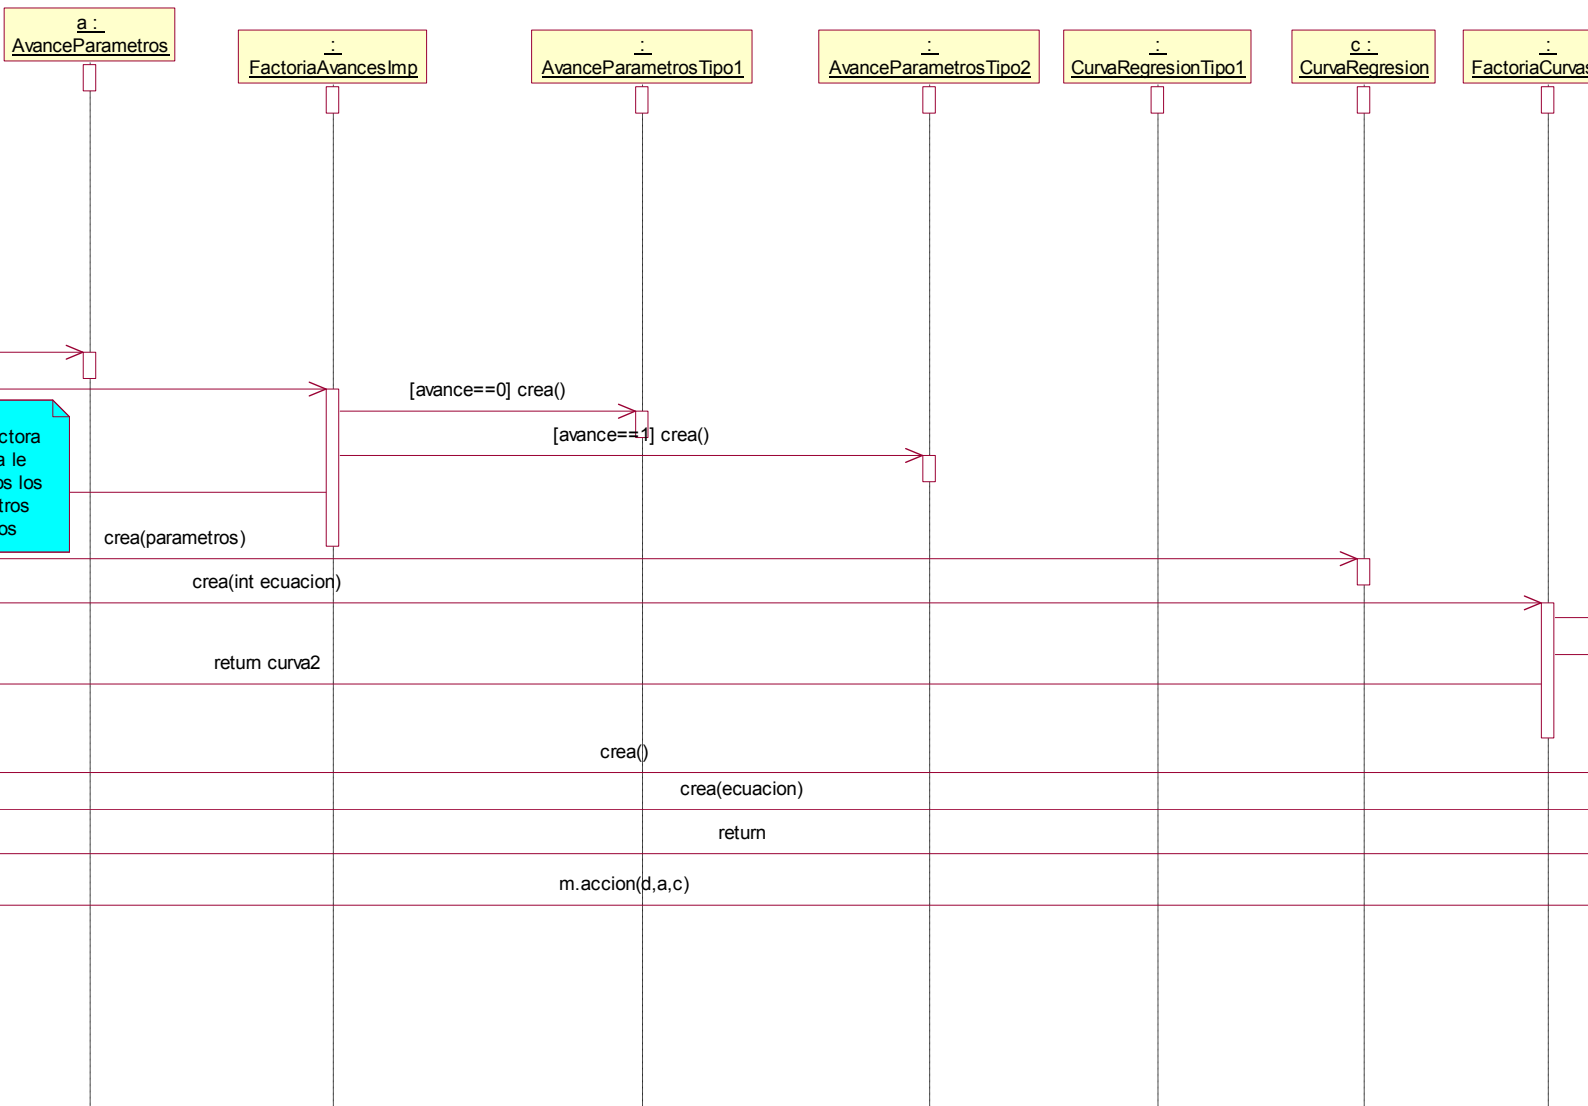 a :
AvanceParametros
:
FactoriaAvancesImp
:
AvanceParametrosTipo1
:
AvanceParametrosTipo2
:
CurvaRegresionTipo1
c :
CurvaRegresion
:
FactoriaCurvas
[avance==0] crea()
[avance==1] crea()
ctora
a le
os los
tros
os
crea(parametros)
crea(int ecuacion)
return curva2
crea()
crea(ecuacion)
return
m.accion(d,a,c)